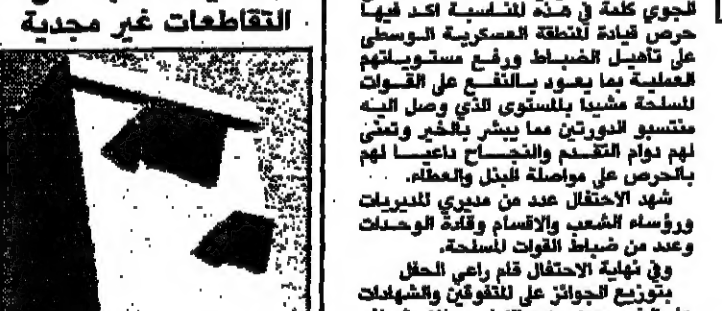 الجوي كلمة في هذه المناسبة اكد فيها
حرص قيادة المنطقة العسكرية الوسطى
على تأهيل الضباط ورفع مستوياتهم
العملية بما يعود بالنفع على القوات
المسلحة مشيدا بالمستوى الذي وصل اليه
منتسبو الدورتين مما يبشر بالخير وتمنى
لهم دوام التقدم والنجاح داعيا لهم
بالحرص على مواصلة البذل والعطاء.
شهد الاحتفال عدد من مديري المديريات
ورؤساء الشعب والاقسام وقادة الوحدات
وعدد من ضباط القوات المسلحة.
وفي نهاية الاحتفال قام راعي الحفل
بتوزيع الجوائز على المتفوقين والشهادات
التقاطعات غير مجدية